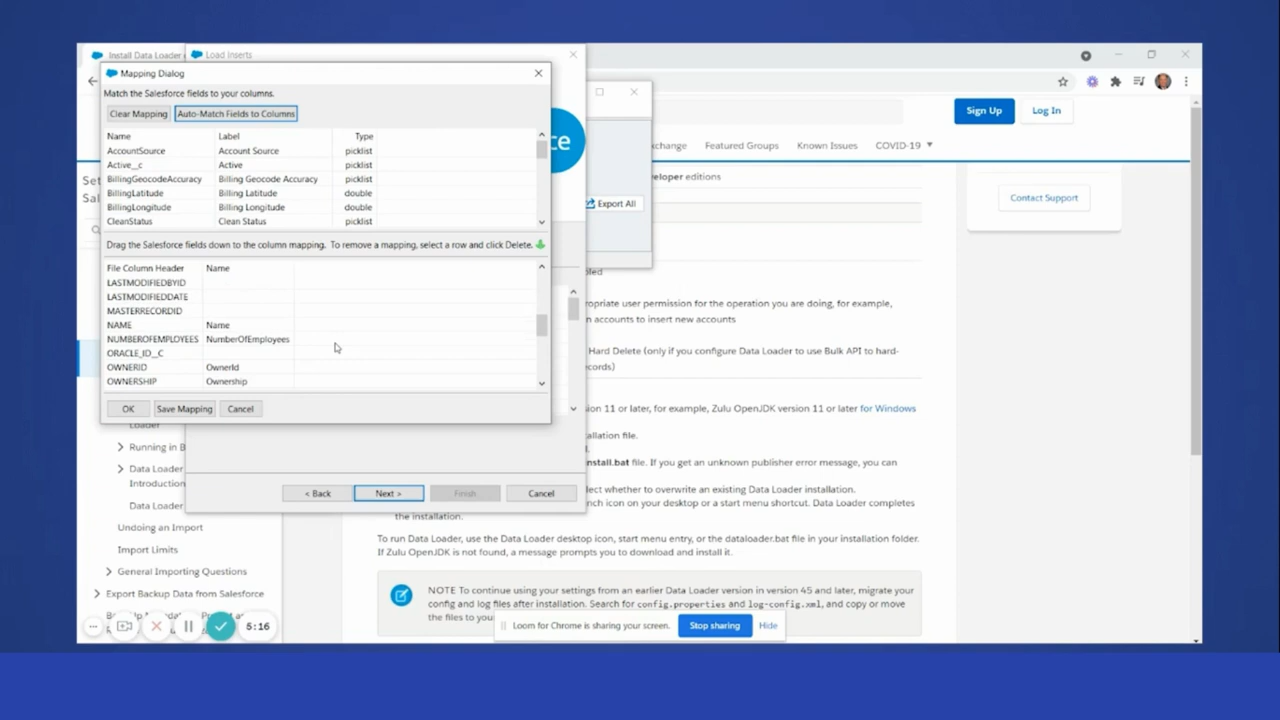 Install Data Loader
Load Inserts
Mapping Dialog
Match the Salesforce fields to your columns.
Clear Mapping
Auto-Match Fields to Columns
Name Label Type
AccountSource Account Source picklist
Active__c Active picklist
BillingGeocodeAccuracy Billing Geocode Accuracy picklist
BillingLatitude Billing Latitude double
BillingLongitude Billing Longitude double
CleanStatus Clean Status picklist
Drag the Salesforce fields down to the column mapping. To remove a mapping, select a row and click Delete.
File Column Header Name
LASTMODIFIEDBYID
LASTMODIFIEDDATE
MASTERRECORDID
NAME Name
NUMBEROFEMPLOYEES NumberOfEmployees
ORACLE_ID__C
OWNERID OwnerId
OWNERSHIP Ownership
OK
Save Mapping
Cancel
< Back
Next >
Finish
Cancel
ce
Export All
Sign Up
Log In
xchange
Featured Groups
Known Issues
COVID-19
Contact Support
Set
Sal
Loader
Running in B
Data Loader
Introduction
Data Loader
Undoing an Import
Import Limits
General Importing Questions
Export Backup Data from Salesforce
eveloper editions
bled
ropriate user permission for the operation you are doing, for example,
n accounts to insert new accounts
Hard Delete (only if you configure Data Loader to use Bulk API to hard-
cords)
ion 11 or later, for example, Zulu OpenJDK version 11 or later for Windows
allation file.
install.bat file. If you get an unknown publisher error message, you can
lect whether to overwrite an existing Data Loader installation.
nch icon on your desktop or a start menu shortcut. Data Loader completes
the installation.
To run Data Loader, use the Data Loader desktop icon, start menu entry, or the dataloader.bat file in your installation folder.
If Zulu OpenJDK is not found, a message prompts you to download and install it.
NOTE To continue using your settings from an earlier Data Loader version in version 45 and later, migrate your
config and log files after installation. Search for config.properties and log-config.xml, and copy or move
the files to you
5:16
Loom for Chrome is sharing your screen.
Stop sharing
Hide